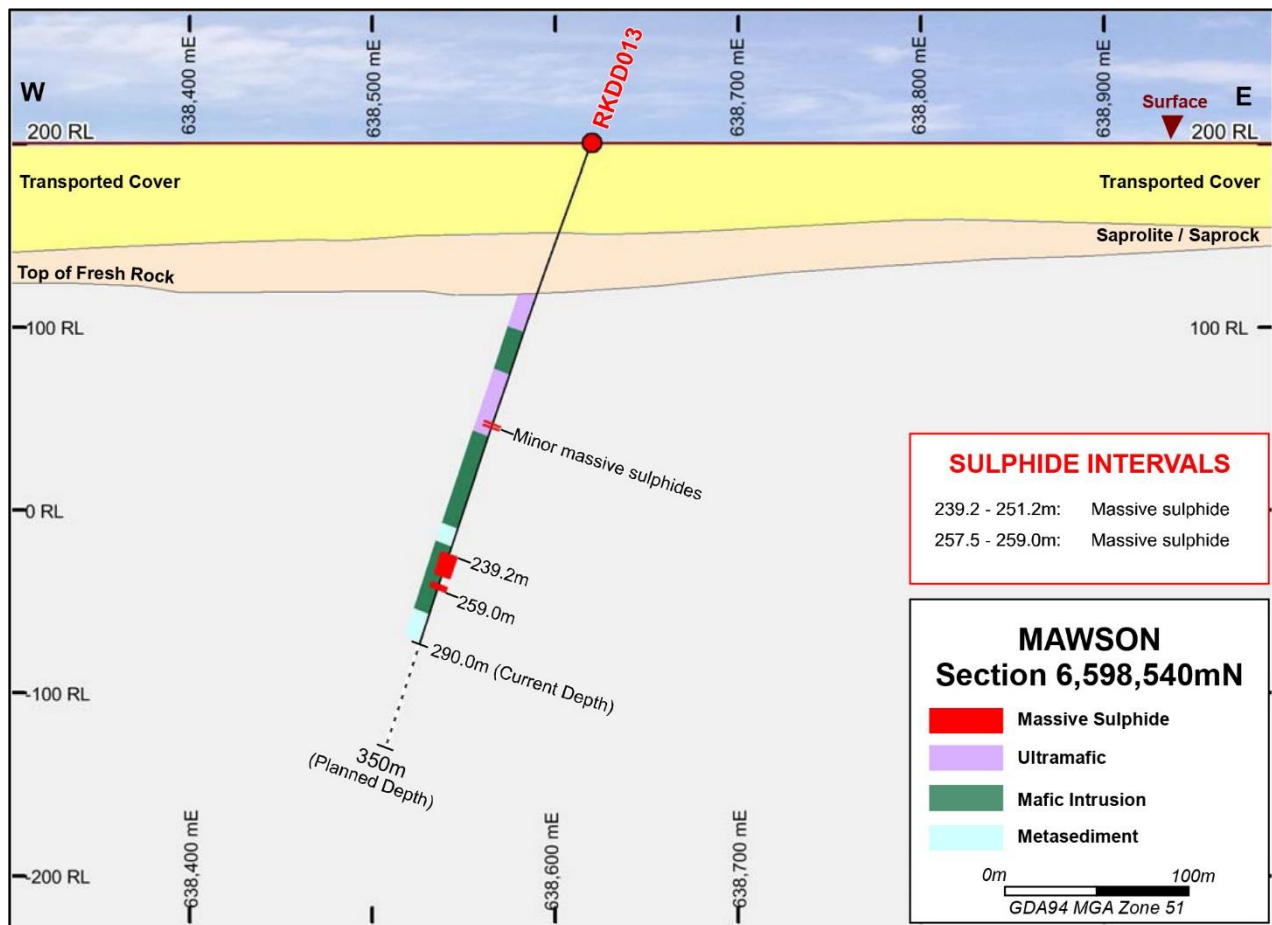 638,400 mE
638,500 mE
RKDD013
638,700 mE
638,800 mE
638,900 mE
W
Surface
E
200 RL
200 RL
Transported Cover
Transported Cover
Saprolite / Saprock
Top of Fresh Rock
100 RL
100 RL
Minor massive sulphides
0 RL
239.2m
259.0m
290.0m (Current Depth)
-100 RL
350m
(Planned Depth)
-200 RL
638,400 mE
638,600 mE
638,700 mE
SULPHIDE INTERVALS
239.2 - 251.2m: Massive sulphide
257.5 - 259.0m: Massive sulphide
MAWSON
Section 6,598,540mN
Massive Sulphide
Ultramafic
Mafic Intrusion
Metasediment
0m 100m
GDA94 MGA Zone 51